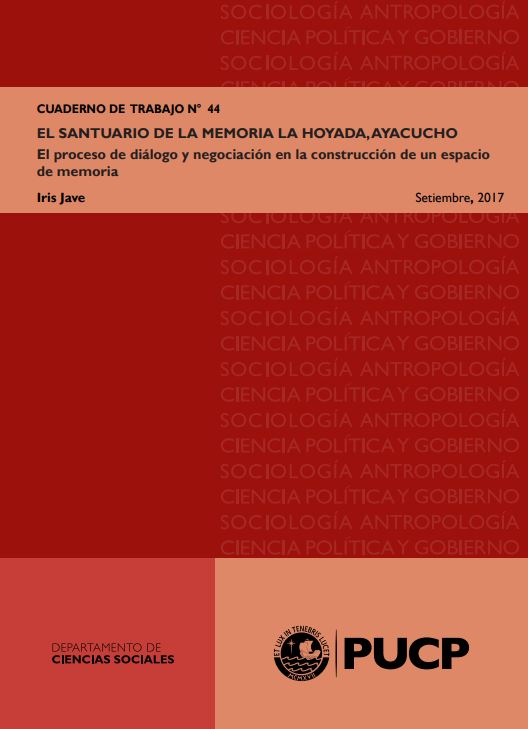 SOCIOLOGÍA ANTROPOLOGÍA
CIENCIA POLÍTICA Y GOBIERNO
SOCIOLOGÍA ANTROPOLOGÍA
CIENCIA POLÍTICA Y GOBIERNO
CUADERNO DE TRABAJO N° 44
EL SANTUARIO DE LA MEMORIA LA HOYADA, AYACUCHO
El proceso de diálogo y negociación en la construcción de un espacio
de memoria
Iris Jave Setiembre, 2017
SOCIOLOGÍA ANTROPOLOGÍA
CIENCIA POLÍTICA Y GOBIERNO
SOCIOLOGÍA ANTROPOLOGÍA
CIENCIA POLÍTICA Y GOBIERNO
SOCIOLOGÍA ANTROPOLOGÍA
CIENCIA POLÍTICA Y GOBIERNO
SOCIOLOGÍA ANTROPOLOGÍA
CIENCIA POLÍTICA Y GOBIERNO
SOCIOLOGÍA ANTROPOLOGÍA
CIENCIA POLÍTICA Y GOBIERNO
SOCIOLOGÍA ANTROPOLOGÍA
CIENCIA POLÍTICA Y GOBIERNO
SOCIOLOGÍA ANTROPOLOGÍA
CIENCIA POLÍTICA Y GOBIERNO
DEPARTAMENTO DE
CIENCIAS SOCIALES
ET LUX IN TENEBRIS LUCET
MCMXVII
PUCP